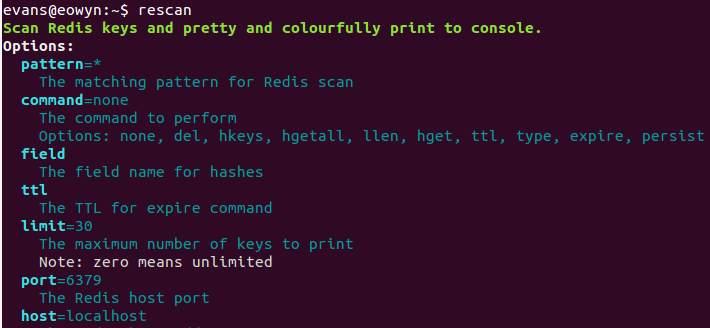 evans@eowyn:~$ rescan
Scan Redis keys and pretty and colourfully print to console.
Options:
pattern=*
The matching pattern for Redis scan
command=none
The command to perform
Options: none, del, hkeys, hgetall, llen, hget, ttl, type, expire, persist
field
The field name for hashes
ttl
The TTL for expire command
limit=30
The maximum number of keys to print
Note: zero means unlimited
port=6379
The Redis host port
host=localhost